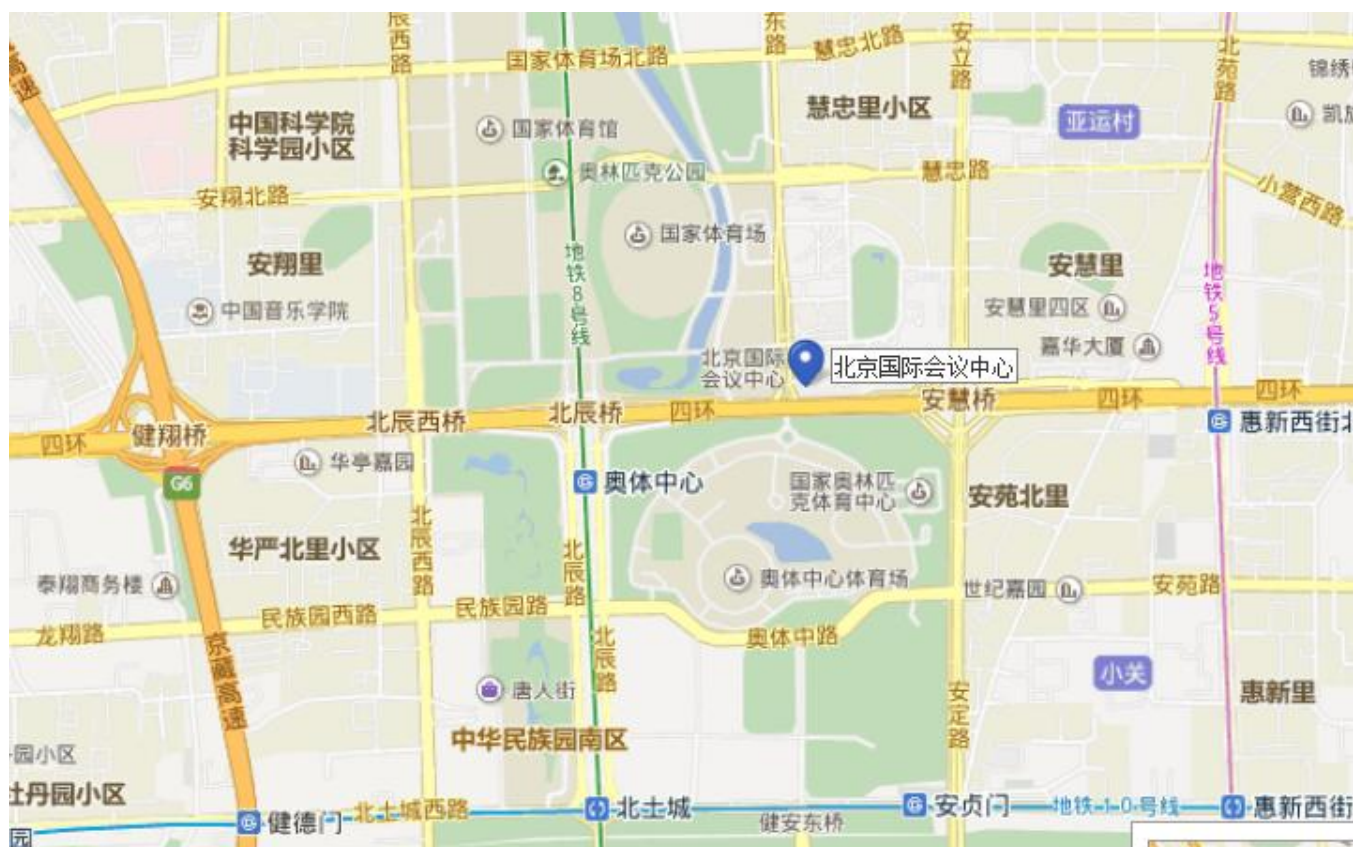 辰西路
东路
慧忠北路
安立路
国家体育场北路
北苑路
高速
锦绣
中国科学院
科学园小区
国家体育馆
慧忠里小区
亚运村
凯旋
奥林匹克公园
慧忠路
安翔北路
小营西路
国家体育场
安翔里
地铁8号线
安慧里
地铁5号线
中国音乐学院
安慧里四区
嘉华大厦
北京国际
会议中心
北京国际会议中心
四环
健翔桥
北辰西桥
北辰桥
四环
安慧桥
四环
四环
惠新西街北
华亭嘉园
G6
奥体中心
国家奥林匹
克体育中心
安苑北里
北辰西路
华严北里小区
北辰路
泰翔商务楼
奥体中心体育场
世纪嘉园
安苑路
民族园西路
民族园路
龙翔路
奥体中路
京藏高速
北辰路
唐人街
小关
惠新里
安定路
中华民族园南区
园小区
牡丹园小区
北土城西路
北土城
安贞门
地铁10号线
惠新西街
健德门
健安东桥
园